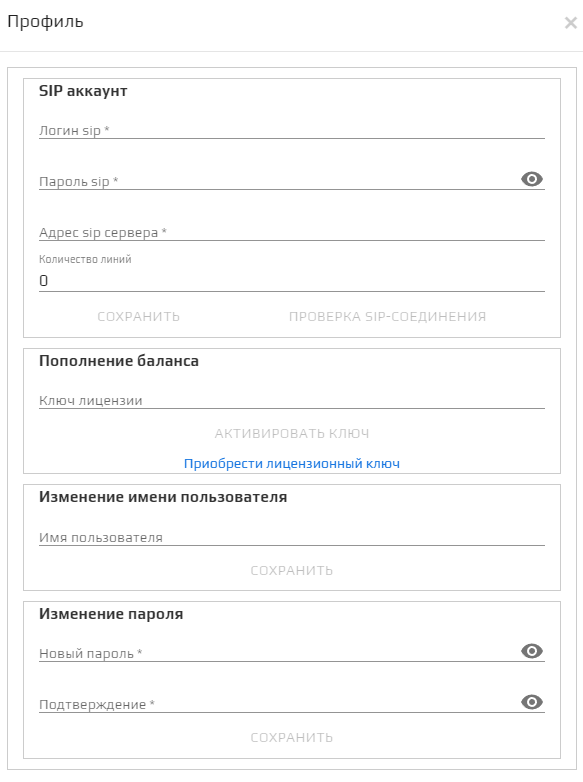 Профиль
SIP аккаунт
Логин sip *
Пароль sip *
Адрес sip сервера *
Количество линий
0
СОХРАНИТЬ ПРОВЕРКА SIP-СОЕДИНЕНИЯ
Пополнение баланса
Ключ лицензии
АКТИВИРОВАТЬ КЛЮЧ
Приобрести лицензионный ключ
Изменение имени пользователя
Имя пользователя
СОХРАНИТЬ
Изменение пароля
Новый пароль *
Подтверждение *
СОХРАНИТЬ